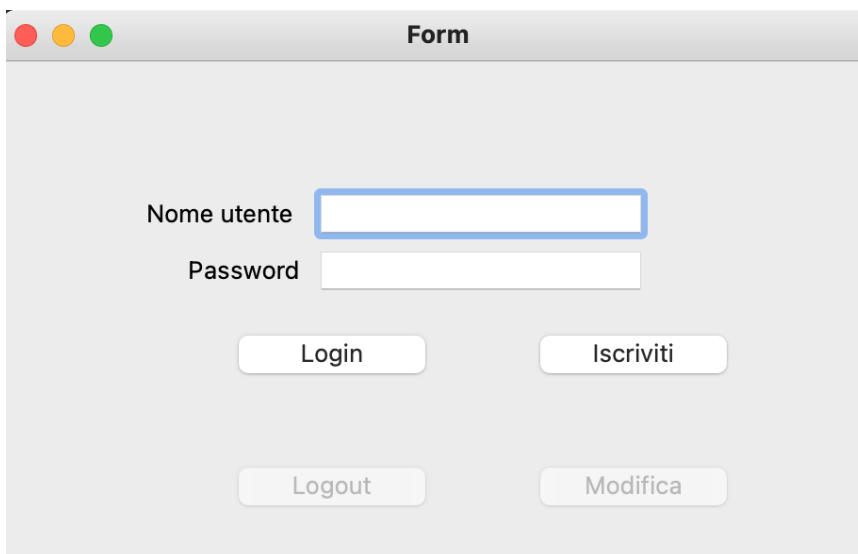 Form
Nome utente
Password
Login Iscriviti
Logout Modifica